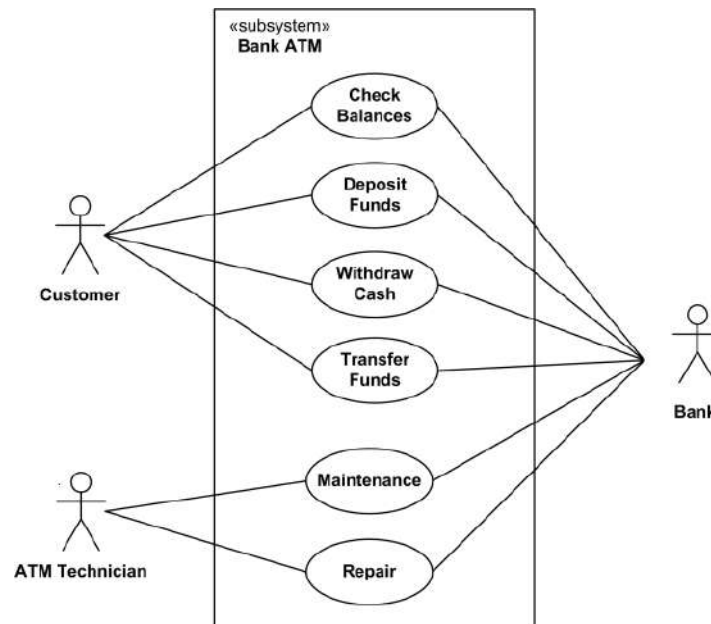 «subsystem»
Bank ATM
Check
Balances
Deposit
Funds
Customer
Withdraw
Cash
Transfer
Funds
Bank
Maintenance
ATM Technician
Repair